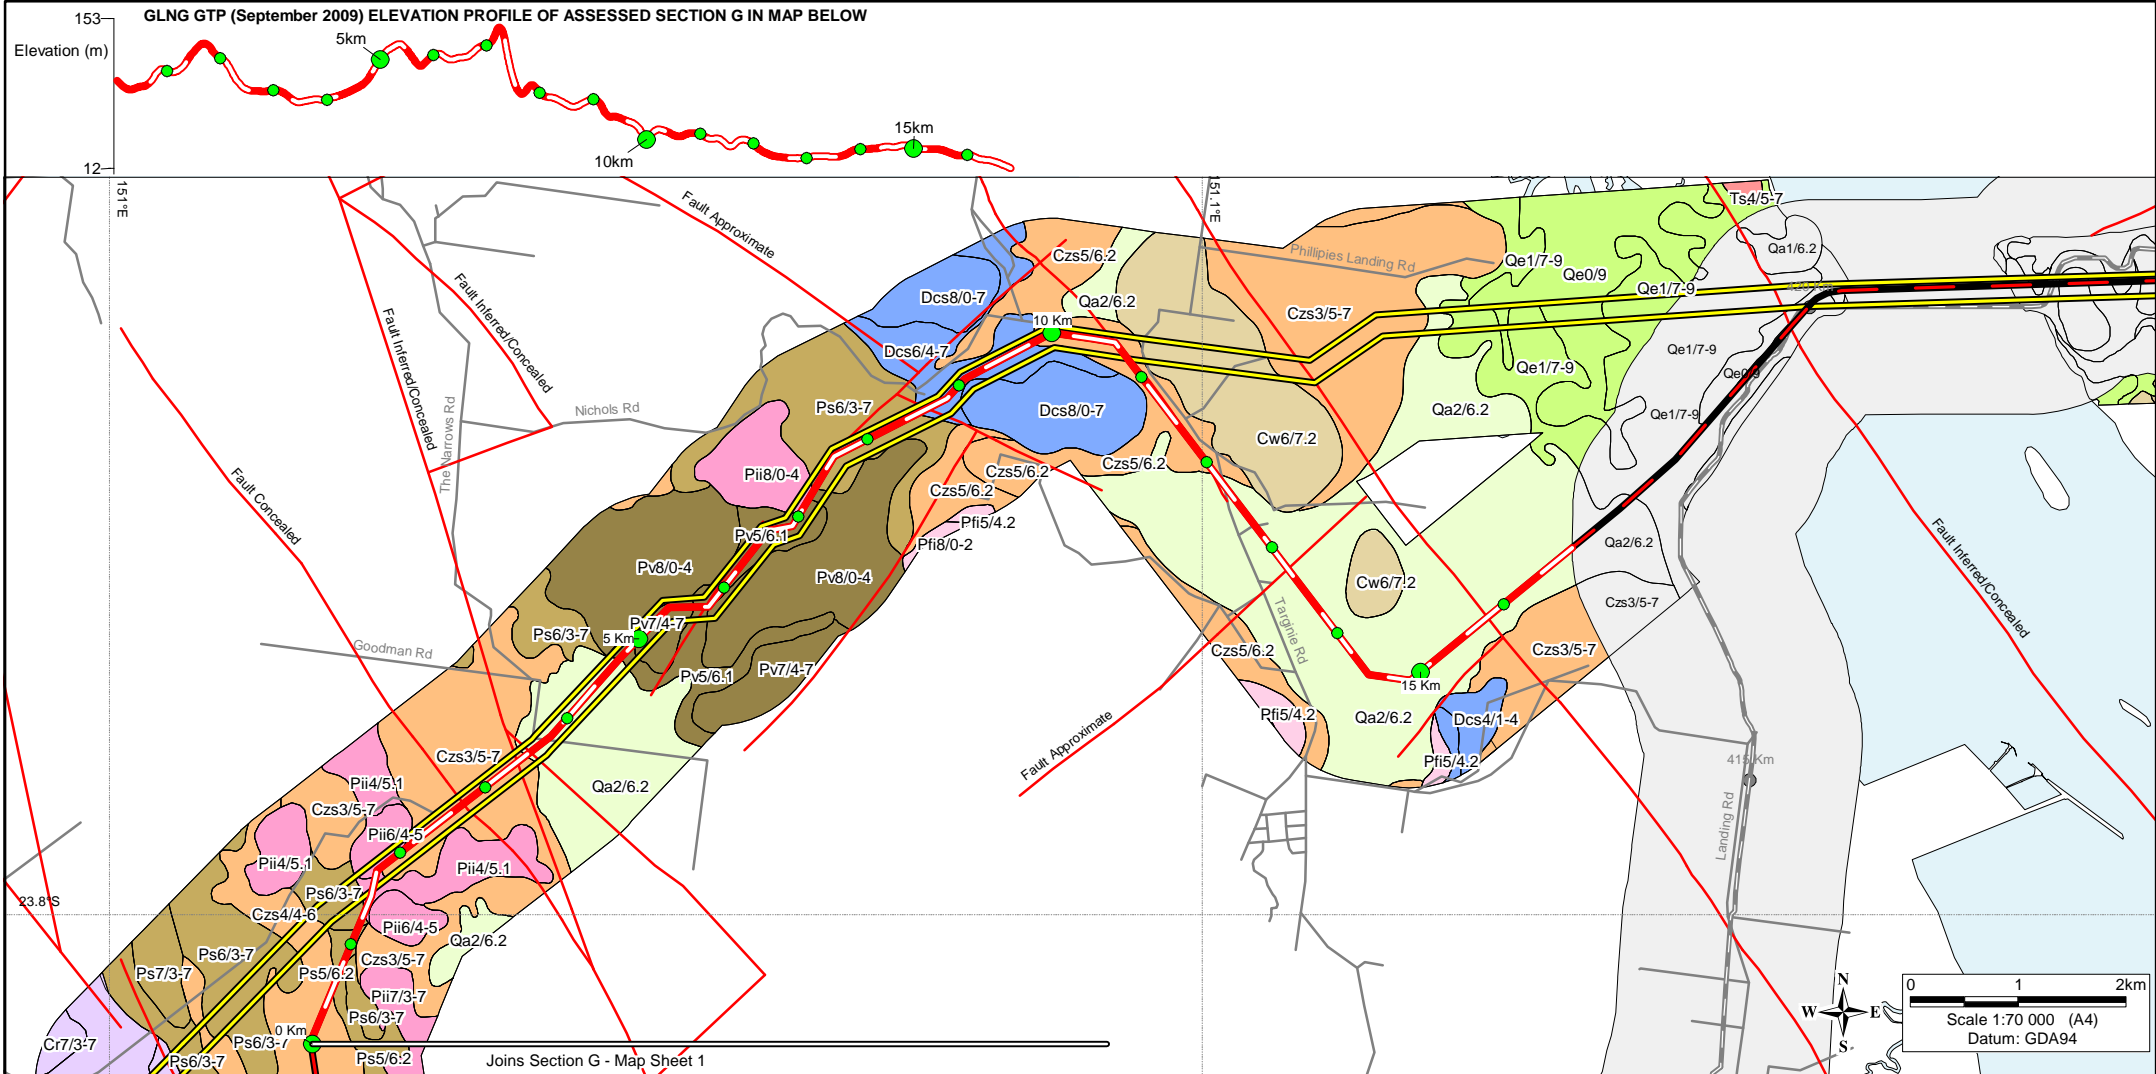 GLNG GTP (September 2009) ELEVATION PROFILE OF ASSESSED SECTION G IN MAP BELOW
153
Elevation (m)
12
5km
10km
15km
151°E
151.1°E
Fault Approximate
Fault Inferred/Concealed
Fault Inferred/Concealed
The Narrows Rd
Nichols Rd
Fault Concealed
Goodman Rd
Phillipies Landing Rd
Ts4/5-7
Qa1/6.2
Czs5/6.2
Qe1/7-9
Qe0/9
Qe1/7-9
420 Km
Dcs8/0-7
Qa2/6.2
Czs3/5-7
10 Km
Dcs6/4-7
Qe1/7-9
Qe1/7-9
Qe0/9
Ps6/3-7
Dcs8/0-7
Qa2/6.2
Qe1/7-9
Cw6/7.2
Pii8/0-4
Czs5/6.2
Czs5/6.2
Czs5/6.2
Pfi5/4.2
Pv5/6.1
Pfi8/0-2
Qa2/6.2
Pv8/0-4
Pv8/0-4
Cw6/7.2
Fault Inferred/Concealed
Czs3/5-7
Pv7/4-7
Ps6/3-7
5 Km
Targinie Rd
Czs5/6.2
Czs3/5-7
Pv5/6.1
Pv7/4-7
15 Km
Pfi5/4.2
Qa2/6.2
Dcs4/1-4
Fault Approximate
Pfi5/4.2
415 Km
Landing Rd
Czs3/5-7
Pii4/5.1
Qa2/6.2
Czs3/5-7
Pii6/4-5
Pii4/5.1
Pii4/5.1
Ps6/3-7
23.8°S
Czs4/4-6
Pii6/4-5
Qa2/6.2
Ps6/3-7
Czs3/5-7
Ps7/3-7
Ps5/6.2
Pii7/3-7
Ps6/3-7
0 Km
Cr7/3-7
Ps6/3-7
Ps6/3-7
Ps5/6.2
Joins Section G - Map Sheet 1
N
W
E
S
0 1 2km
Scale 1:70 000 (A4)
Datum: GDA94